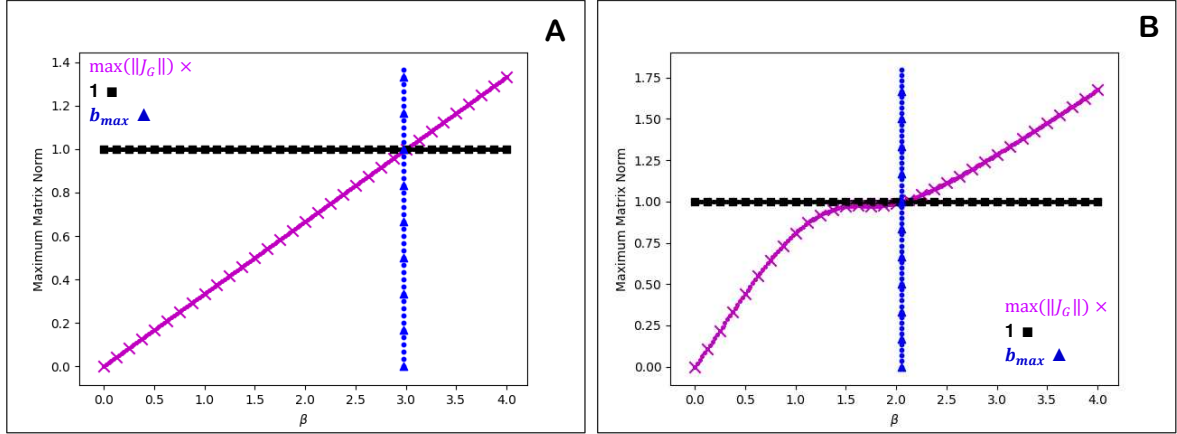 A
max(‖J_G‖) ×
1 ■
b_max ▲
1.4
1.2
1.0
0.8
0.6
0.4
0.2
0.0
Maximum Matrix Norm
0.0 0.5 1.0 1.5 2.0 2.5 3.0 3.5 4.0
β
B
1.75
1.50
1.25
1.00
0.75
0.50
0.25
0.00
Maximum Matrix Norm
max(‖J_G‖) ×
1 ■
b_max ▲
0.0 0.5 1.0 1.5 2.0 2.5 3.0 3.5 4.0
β